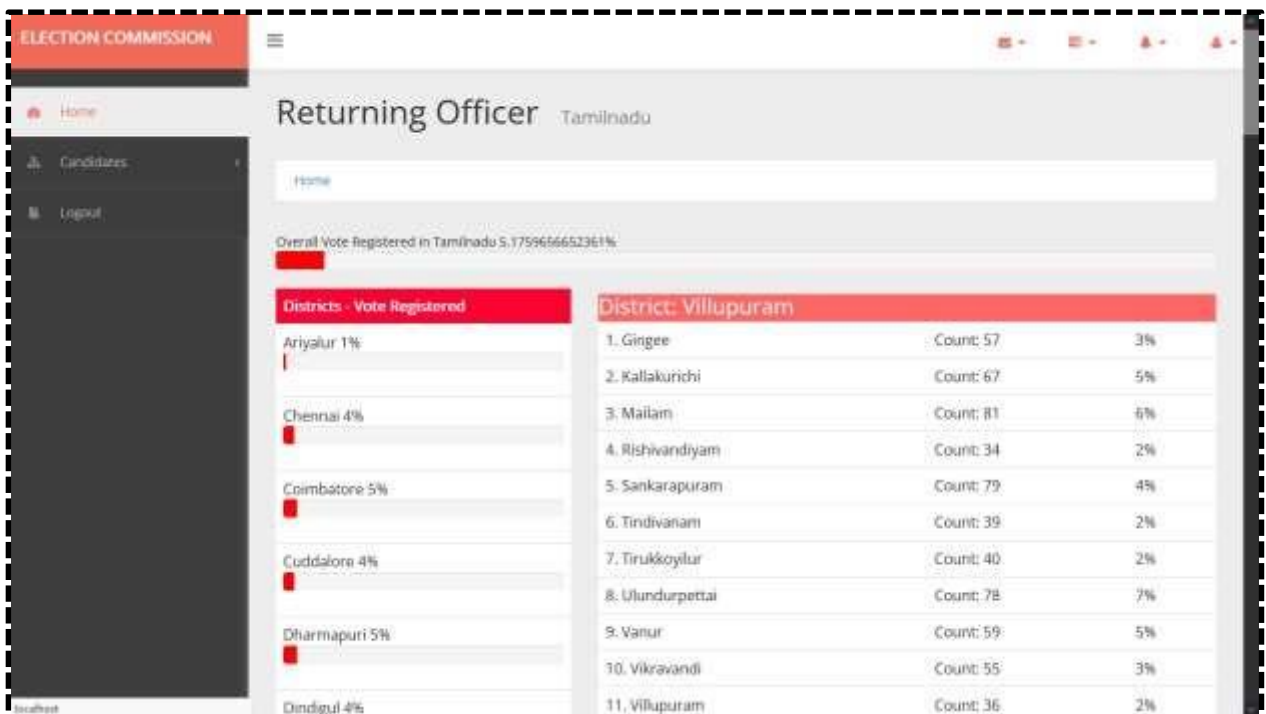 ELECTION COMMISSION
Home
Candidates
Logout
Returning Officer Tamilnadu
Home
Overall Vote Registered in Tamilnadu 5.1759656652361%
Districts - Vote Registered
Ariyalur 1%
Chennai 4%
Coimbatore 5%
Cuddalore 4%
Dharmapuri 5%
Dindigul 4%
District: Villupuram
1. Gingee Count: 57 3%
2. Kallakurichi Count: 67 5%
3. Mailam Count: 81 6%
4. Rishivandiyam Count: 34 2%
5. Sankarapuram Count: 79 4%
6. Tindivanam Count: 39 2%
7. Tirukkoyilur Count: 40 2%
8. Ulundurpettai Count: 78 7%
9. Vanur Count: 59 5%
10. Vikravandi Count: 55 3%
11. Villupuram Count: 36 2%
localhost